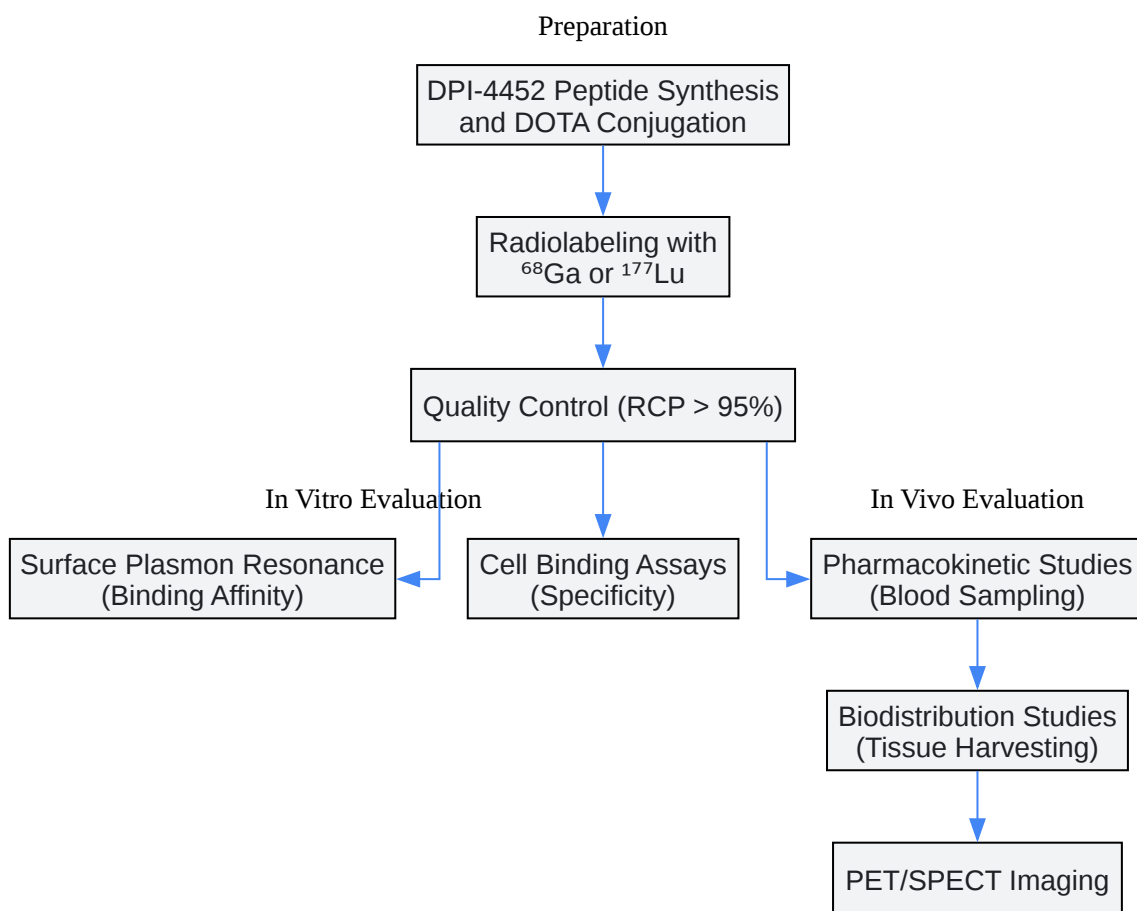 Preparation
DPI-4452 Peptide Synthesis
and DOTA Conjugation
Radiolabeling with
⁶⁸Ga or ¹⁷⁷Lu
Quality Control (RCP > 95%)
In Vitro Evaluation
In Vivo Evaluation
Surface Plasmon Resonance
(Binding Affinity)
Cell Binding Assays
(Specificity)
Pharmacokinetic Studies
(Blood Sampling)
Biodistribution Studies
(Tissue Harvesting)
PET/SPECT Imaging